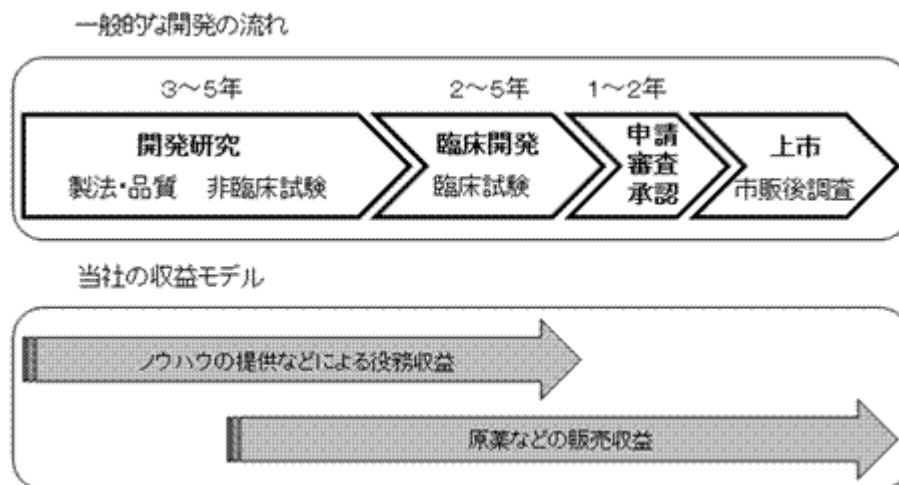 一般的な開発の流れ
3～5年
2～5年
1～2年
開発研究
製法・品質 非臨床試験
臨床開発
臨床試験
申請
審査
承認
上市
市販後調査
当社の収益モデル
ノウハウの提供などによる役務収益
原薬などの販売収益